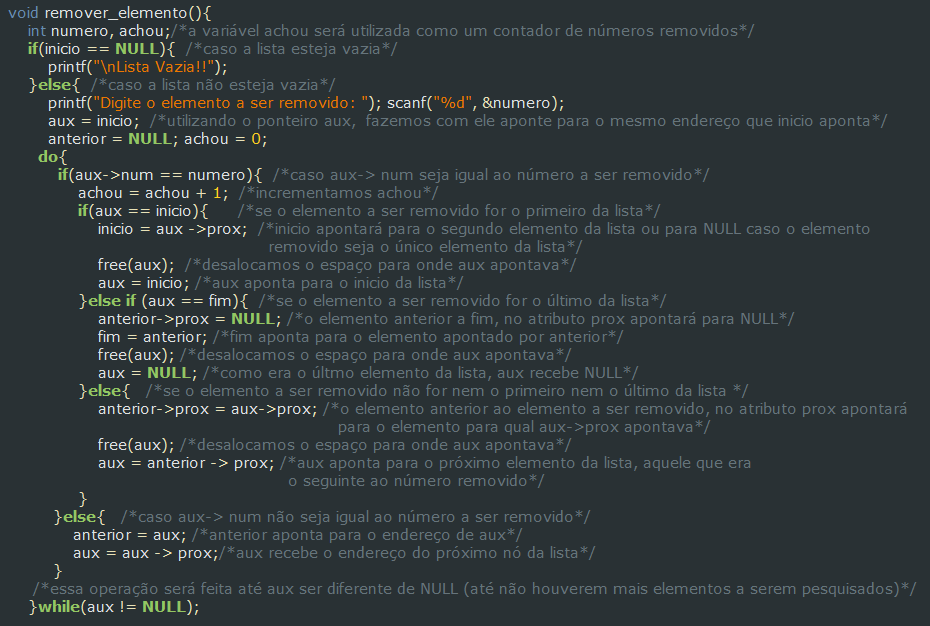 void remover_elemento(){
int numero, achou;/*a variável achou será utilizada como um contador de números removidos*/
if(inicio == NULL){ /*caso a lista esteja vazia*/
printf("\nLista Vazia!!");
}else{ /*caso a lista não esteja vazia*/
printf("Digite o elemento a ser removido: "); scanf("%d", &numero);
aux = inicio; /*utilizando o ponteiro aux, fazemos com ele aponte para o mesmo endereço que inicio aponta*/
anterior = NULL; achou = 0;
do{
if(aux->num == numero){ /*caso aux-> num seja igual ao número a ser removido*/
achou = achou + 1; /*incrementamos achou*/
if(aux == inicio){ /*se o elemento a ser removido for o primeiro da lista*/
inicio = aux ->prox; /*inicio apontará para o segundo elemento da lista ou para NULL caso o elemento
removido seja o único elemento da lista*/
free(aux); /*desalocamos o espaço para onde aux apontava*/
aux = inicio; /*aux aponta para o inicio da lista*/
}else if (aux == fim){ /*se o elemento a ser removido for o último da lista*/
anterior->prox = NULL; /*o elemento anterior a fim, no atributo prox apontará para NULL*/
fim = anterior; /*fim aponta para o elemento apontado por anterior*/
free(aux); /*desalocamos o espaço para onde aux apontava*/
aux = NULL; /*como era o últmo elemento da lista, aux recebe NULL*/
}else{ /*se o elemento a ser removido não for nem o primeiro nem o último da lista */
anterior->prox = aux->prox; /*o elemento anterior ao elemento a ser removido, no atributo prox apontará
para o elemento para qual aux->prox apontava*/
free(aux); /*desalocamos o espaço para onde aux apontava*/
aux = anterior -> prox; /*aux aponta para o próximo elemento da lista, aquele que era
o seguinte ao número removido*/
}
}else{ /*caso aux-> num não seja igual ao número a ser removido*/
anterior = aux; /*anterior aponta para o endereço de aux*/
aux = aux -> prox;/*aux recebe o endereço do próximo nó da lista*/
}
/*essa operação será feita até aux ser diferente de NULL (até não houverem mais elementos a serem pesquisados)*/
}while(aux != NULL);